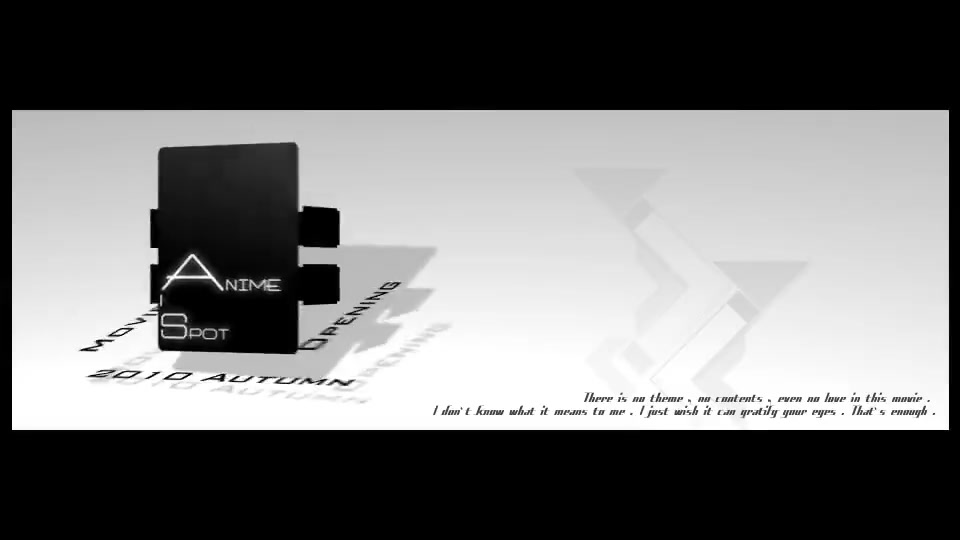 ANIME
SPOT
OPENING
2010 AUTUMN
There is no theme , no contents , even no love in this movie .
I don't know what it means to me . I just wish it can gratify your eyes . That's enough .